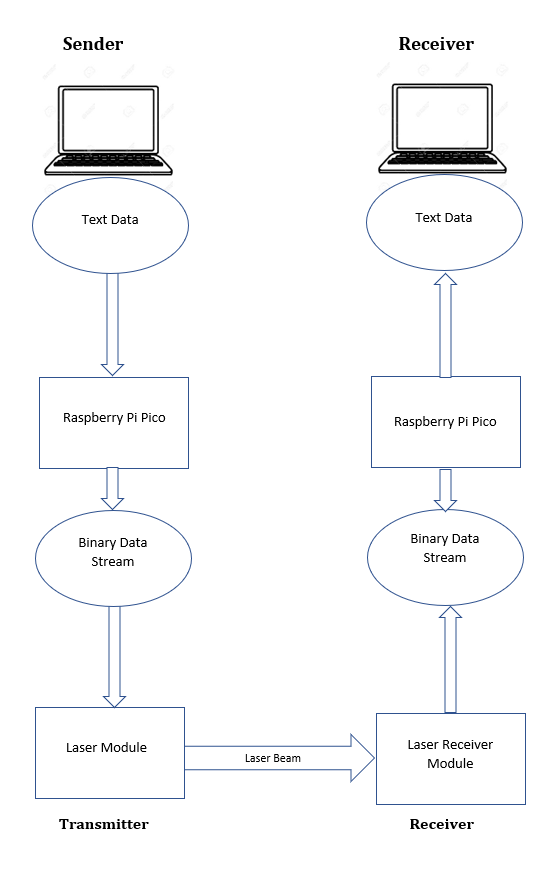 Sender
Receiver
Text Data
Text Data
Raspberry Pi Pico
Raspberry Pi Pico
Binary Data
Stream
Binary Data
Stream
Laser Module
Laser Beam
Laser Receiver
Module
Transmitter
Receiver